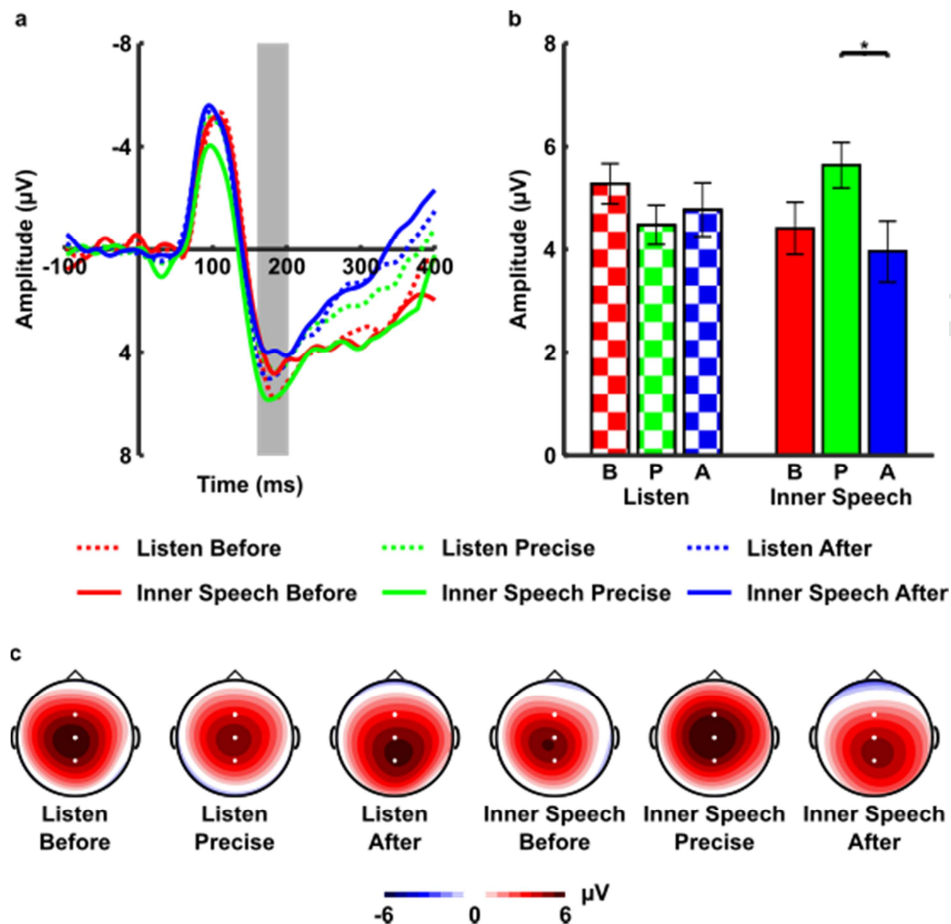 a
b
-8
-4
4
8
-100
100
200
300
400
Amplitude (µV)
Time (ms)
8
6
4
2
0
Amplitude (µV)
*
B P A B P A
Listen Inner Speech
Listen Before Listen Precise Listen After
Inner Speech Before Inner Speech Precise Inner Speech After
c
Listen Listen Listen Inner Speech Inner Speech Inner Speech
Before Precise After Before Precise After
µV
-6 0 6